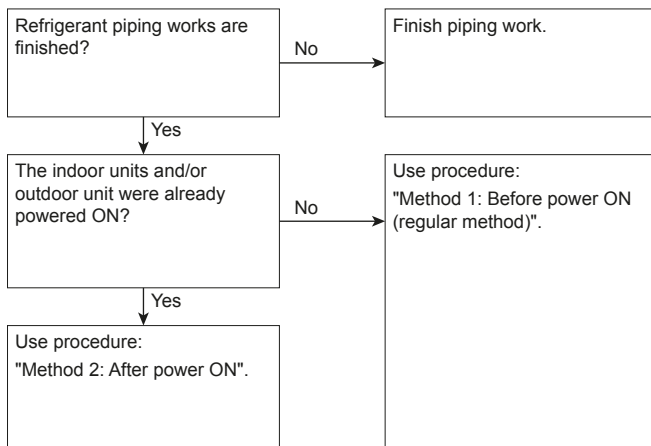 Refrigerant piping works are
finished?
No
Finish piping work.
Yes
The indoor units and/or
outdoor unit were already
powered ON?
No
Use procedure:
"Method 1: Before power ON
(regular method)".
Yes
Use procedure:
"Method 2: After power ON".